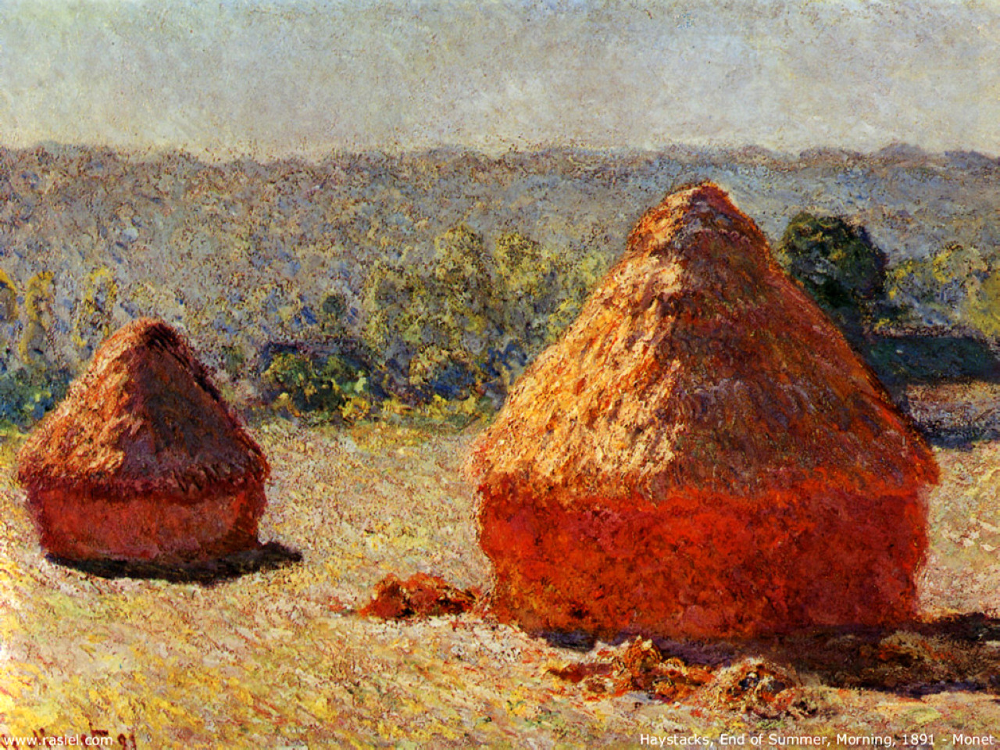 www.rasiel.com
Haystacks, End of Summer, Morning, 1891 - Monet